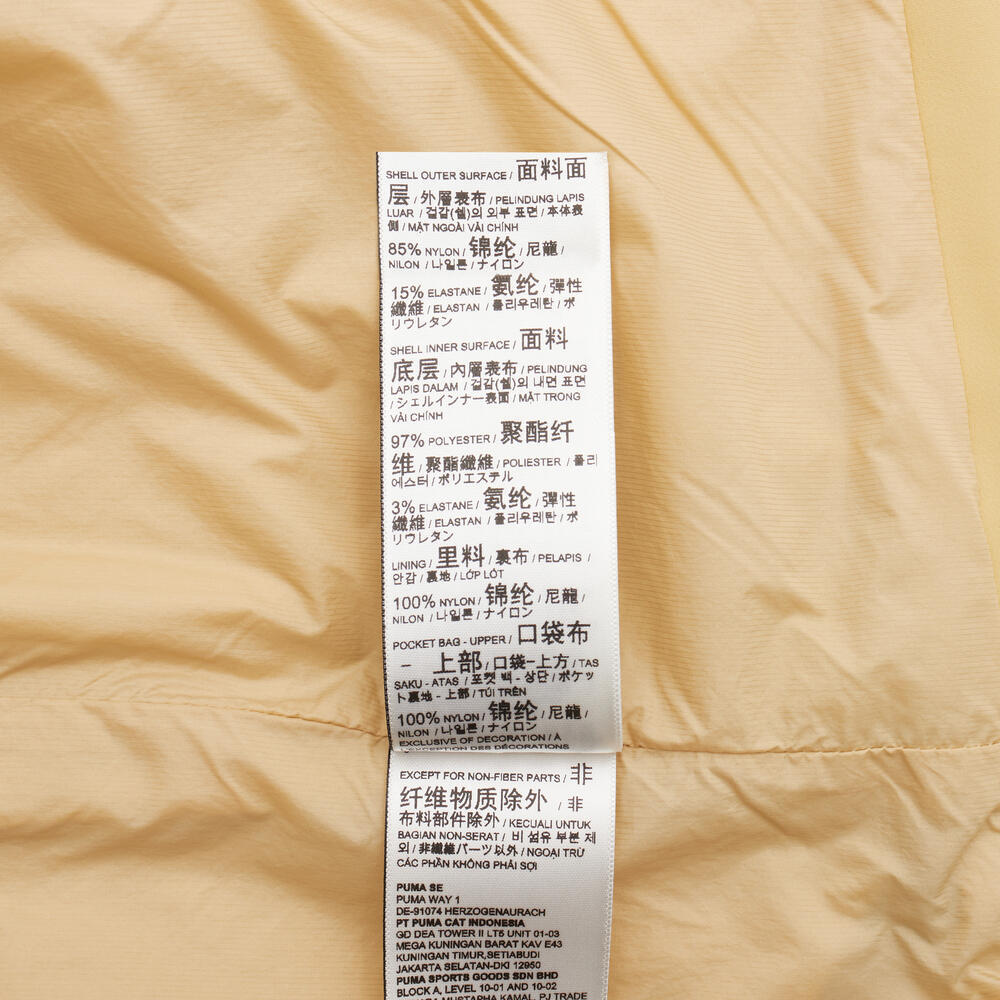 SHELL OUTER SURFACE / 面料面
层 / 外層表布 / PELINDUNG LAPIS
LUAR / 겉감(쉘)의 외부 표면 / 本体表
側 / MẶT NGOÀI VẢI CHÍNH
85% NYLON / 锦纶 / 尼龍 /
NILON / 나일론 / ナイロン
15% ELASTANE / 氨纶 / 彈性
纖維 / ELASTAN / 폴리우레탄 / ポ
リウレタン
SHELL INNER SURFACE / 面料
底层 / 內層表布 / PELINDUNG
LAPIS DALAM / 겉감(쉘)의 내면 표면
/ シェルインナー表面 / MẶT TRONG
VẢI CHÍNH
97% POLYESTER / 聚酯纤
维 / 聚酯纖維 / POLIESTER / 폴리
에스터 / ポリエステル
3% ELASTANE / 氨纶 / 彈性
纖維 / ELASTAN / 폴리우레탄 / ポ
リウレタン
LINING / 里料 / 裏布 / PELAPIS /
안감 / 裏地 / LỚP LÓT
100% NYLON / 锦纶 / 尼龍 /
NILON / 나일론 / ナイロン
POCKET BAG - UPPER / 口袋布
- 上部 / 口袋-上方 / TAS
SAKU - ATAS / 포켓 백 - 상단 / ポケッ
ト裏地 - 上部 / TÚI TRÊN
100% NYLON / 锦纶 / 尼龍 /
NILON / 나일론 / ナイロン
EXCLUSIVE OF DECORATION / À
L'EXCEPTION DES DÉCORATIONS
EXCEPT FOR NON-FIBER PARTS / 非
纤维物质除外 / 非
布料部件除外 / KECUALI UNTUK
BAGIAN NON-SERAT / 비 섬유 부분 제
외 / 非繊維パーツ以外 / NGOẠI TRỪ
CÁC PHẦN KHÔNG PHẢI SỢI
PUMA SE
PUMA WAY 1
DE-91074 HERZOGENAURACH
PT PUMA CAT INDONESIA
GD DEA TOWER II LT5 UNIT 01-03
MEGA KUNINGAN BARAT KAV E43
KUNINGAN TIMUR,SETIABUDI
JAKARTA SELATAN-DKI 12950
PUMA SPORTS GOODS SDN BHD
BLOCK A, LEVEL 10-01 AND 10-02
MUSTAPHA KAMAL, PJ TRADE